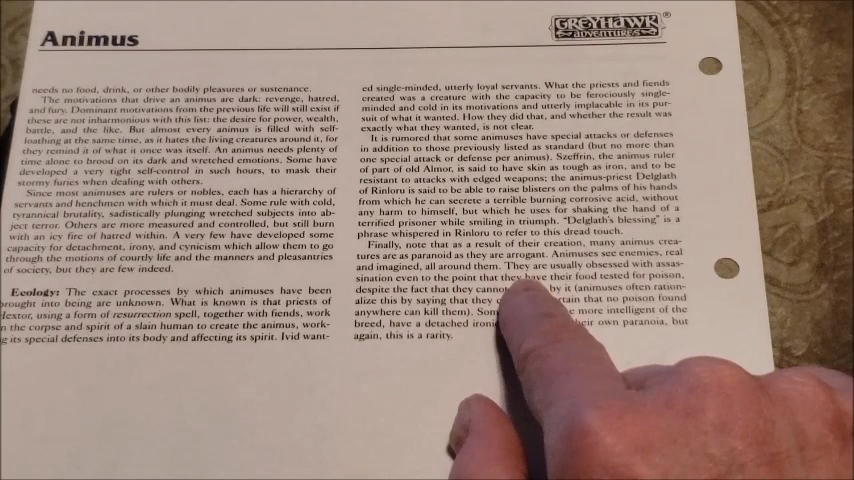 Animus
GREYHAWK
ADVENTURES
®
needs no food, drink, or other bodily pleasures or sustenance.
The motivations that drive an animus are dark: revenge, hatred,
and fury. Dominant motivations from the previous life will still exist if
these are not inharmonious with this list: the desire for power, wealth,
battle, and the like. But almost every animus is filled with self-
loathing at the same time, as it hates the living creatures around it, for
they remind it of what it once was itself. An animus needs plenty of
time alone to brood on its dark and wretched emotions. Some have
developed a very tight self-control in such hours, to mask their
stormy furies when dealing with others.
Since most animuses are rulers or nobles, each has a hierarchy of
servants and henchmen with which it must deal. Some rule with cold,
tyrannical brutality, sadistically plunging wretched subjects into ab-
ject terror. Others are more measured and controlled, but still burn
with an icy fire of hatred within. A very few have developed some
capacity for detachment, irony, and cynicism which allow them to go
through the motions of courtly life and the manners and pleasantries
of society, but they are few indeed.
Ecology: The exact processes by which animuses have been
brought into being are unknown. What is known is that priests of
Hextor, using a form of resurrection spell, together with fiends, work
n the corpse and spirit of a slain human to create the animus, work-
g its special defenses into its body and affecting its spirit. Ivid want-
ed single-minded, utterly loyal servants. What the priests and fiends
created was a creature with the capacity to be ferociously single-
minded and cold in its motivations and utterly implacable in its pur-
suit of what it wanted. How they did that, and whether the result was
exactly what they wanted, is not clear.
It is rumored that some animuses have special attacks or defenses
in addition to those previously listed as standard (but no more than
one special attack or defense per animus). Szeffrin, the animus ruler
of part of old Almor, is said to have skin as tough as iron, and to be
resistant to attacks with edged weapons; the animus-priest Delglath
of Rinloru is said to be able to raise blisters on the palms of his hands
from which he can secrete a terrible burning corrosive acid, without
any harm to himself, but which he uses for shaking the hand of a
terrified prisoner while smiling in triumph. "Delglath's blessing" is a
phrase whispered in Rinloru to refer to this dread touch.
Finally, note that as a result of their creation, many animus crea-
tures are as paranoid as they are arrogant. Animuses see enemies, real
and imagined, all around them. They are usually obsessed with assas-
sination even to the point that they have their food tested for poison,
despite the fact that they cannot by it (animuses often ration-
alize this by saying that they tain that no poison found
anywhere can kill them). Som more intelligent of the
breed, have a detached ironi their own paranoia, but
again, this is a rarity.